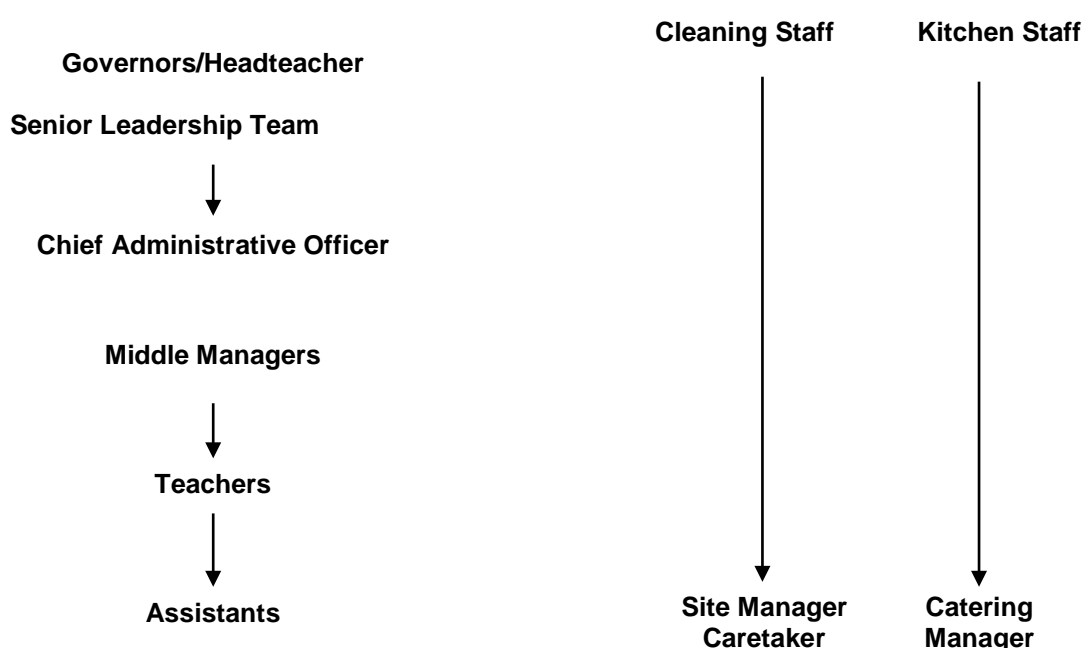 Cleaning Staff
Kitchen Staff
Governors/Headteacher
Senior Leadership Team
Chief Administrative Officer
Middle Managers
Teachers
Assistants
Site Manager
Caretaker
Catering
Manager